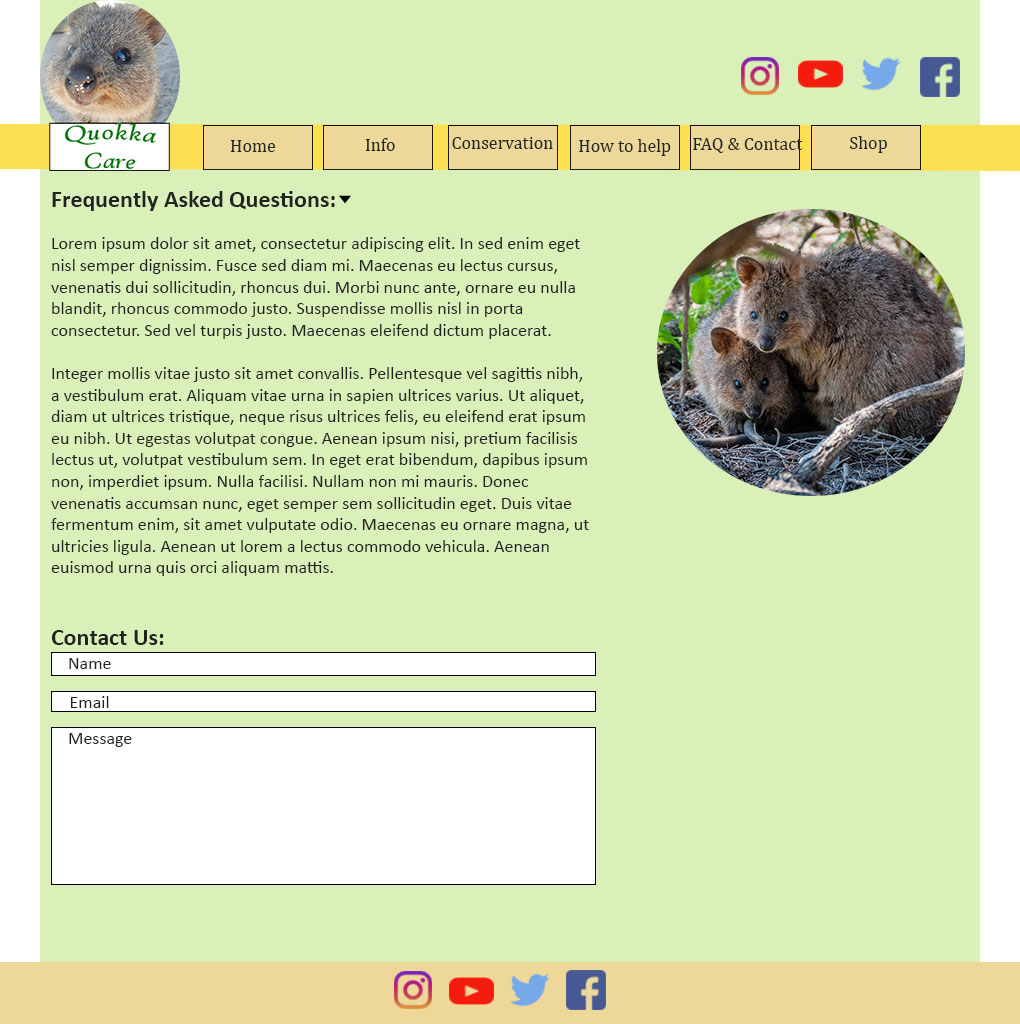 Quokka
Care
Home
Info
Conservation
How to help
FAQ & Contact
Shop
Frequently Asked Questions:
Lorem ipsum dolor sit amet, consectetur adipiscing elit. In sed enim eget
nisl semper dignissim. Fusce sed diam mi. Maecenas eu lectus cursus,
venenatis dui sollicitudin, rhoncus dui. Morbi nunc ante, ornare eu nulla
blandit, rhoncus commodo justo. Suspendisse mollis nisl in porta
consectetur. Sed vel turpis justo. Maecenas eleifend dictum placerat.
Integer mollis vitae justo sit amet convallis. Pellentesque vel sagittis nibh,
a vestibulum erat. Aliquam vitae urna in sapien ultrices varius. Ut aliquet,
diam ut ultrices tristique, neque risus ultrices felis, eu eleifend erat ipsum
eu nibh. Ut egestas volutpat congue. Aenean ipsum nisi, pretium facilisis
lectus ut, volutpat vestibulum sem. In eget erat bibendum, dapibus ipsum
non, imperdiet ipsum. Nulla facilisi. Nullam non mi mauris. Donec
venenatis accumsan nunc, eget semper sem sollicitudin eget. Duis vitae
fermentum enim, sit amet vulputate odio. Maecenas eu ornare magna, ut
ultricies ligula. Aenean ut lorem a lectus commodo vehicula. Aenean
euismod urna quis orci aliquam mattis.
Contact Us:
Name
Email
Message